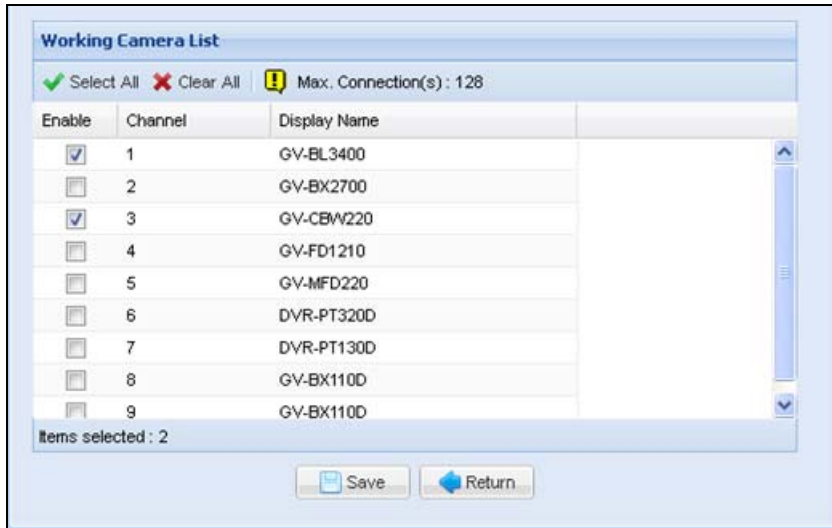 Working Camera List
Select All Clear All Max. Connection(s) : 128
Enable Channel Display Name
1 GV-BL3400
2 GV-BX2700
3 GV-CBW220
4 GV-FD1210
5 GV-MFD220
6 DVR-PT320D
7 DVR-PT130D
8 GV-BX110D
9 GV-BX110D
Items selected : 2
Save Return